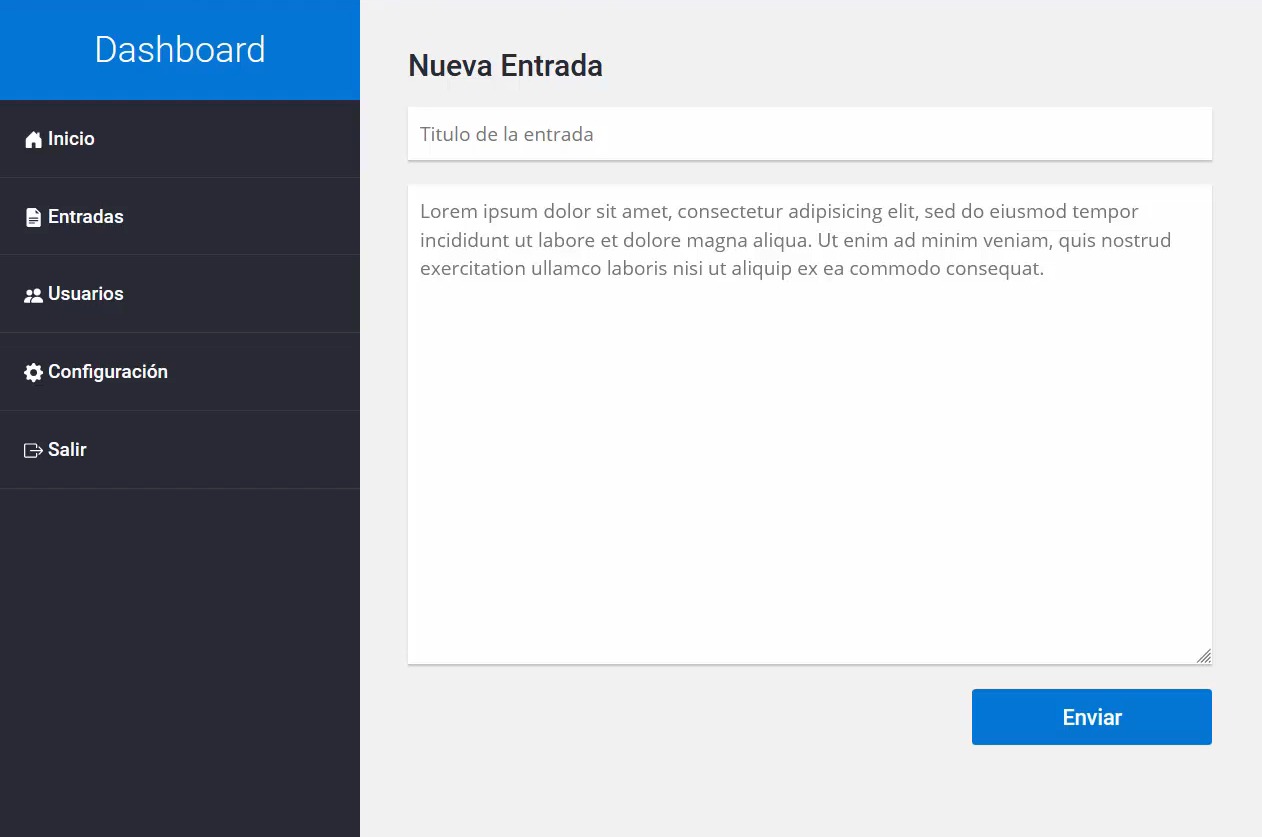 Dashboard
Inicio
Entradas
Usuarios
Configuración
Salir
Nueva Entrada
Titulo de la entrada
Lorem ipsum dolor sit amet, consectetur adipisicing elit, sed do eiusmod tempor
incididunt ut labore et dolore magna aliqua. Ut enim ad minim veniam, quis nostrud
exercitation ullamco laboris nisi ut aliquip ex ea commodo consequat.
Enviar